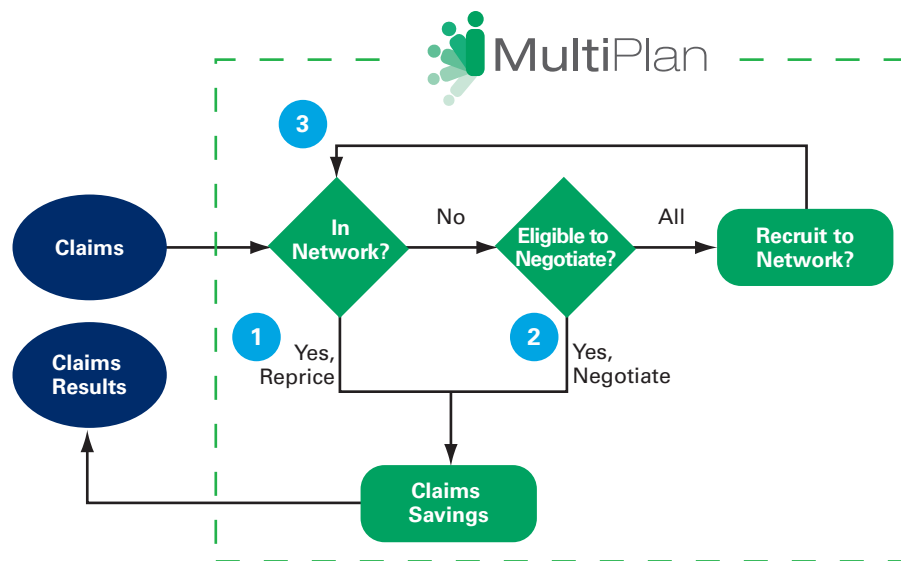 MultiPlan
3
Claims
In
Network?
No
Eligible to
Negotiate?
All
Recruit to
Network?
1
Yes,
Reprice
2
Yes,
Negotiate
Claims
Results
Claims
Savings